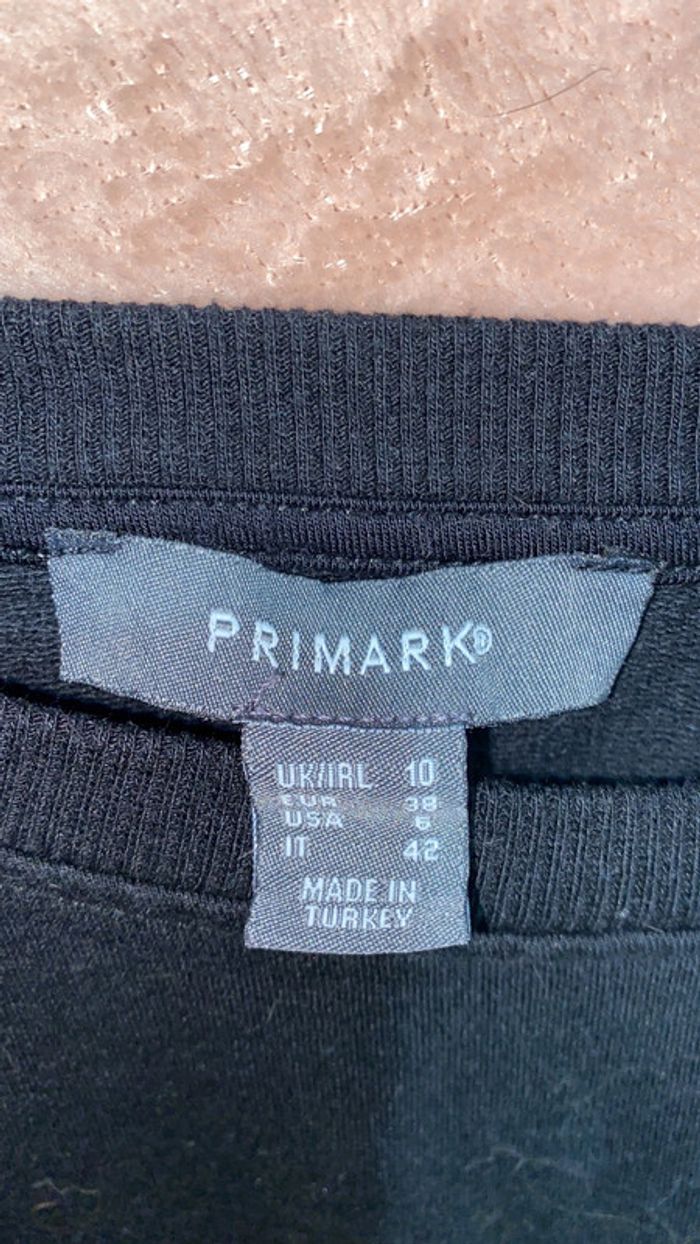 PRIMARK®
UK/IRL 10
EUR 38
USA 6
IT 42
MADE IN
TURKEY